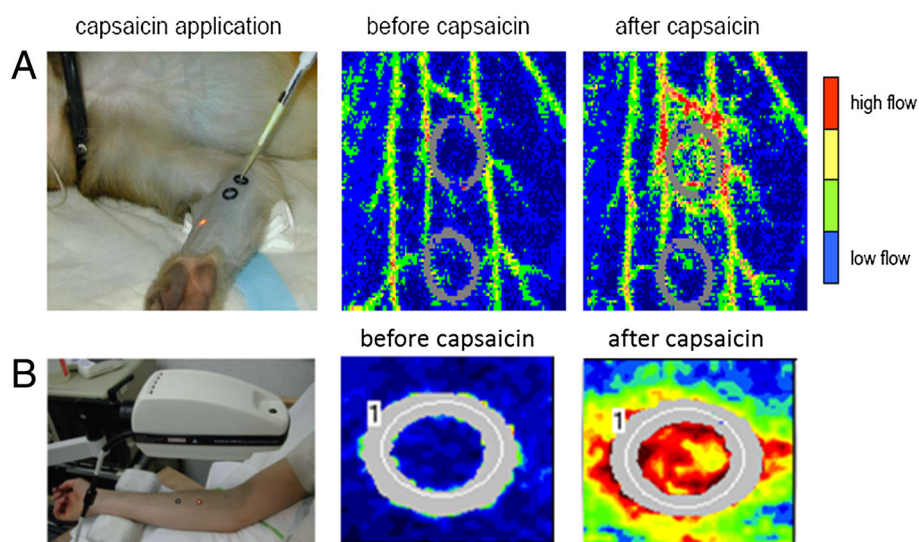 capsaicin application
before capsaicin
after capsaicin
A
high flow
low flow
before capsaicin
after capsaicin
B
1
1